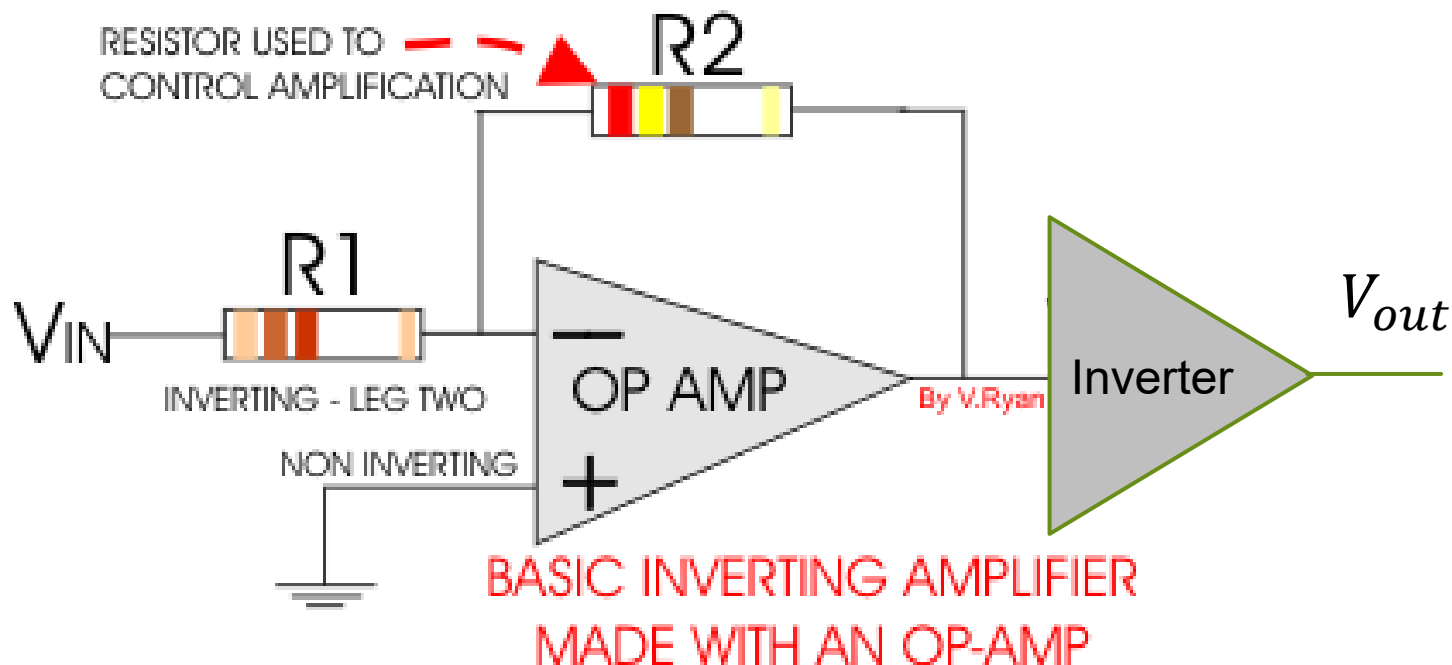 RESISTOR USED TO
CONTROL AMPLIFICATION
R2
R1
VIN
INVERTING - LEG TWO
NON INVERTING
−
OP AMP
+
By V.Ryan
Inverter
V_out
BASIC INVERTING AMPLIFIER
MADE WITH AN OP-AMP